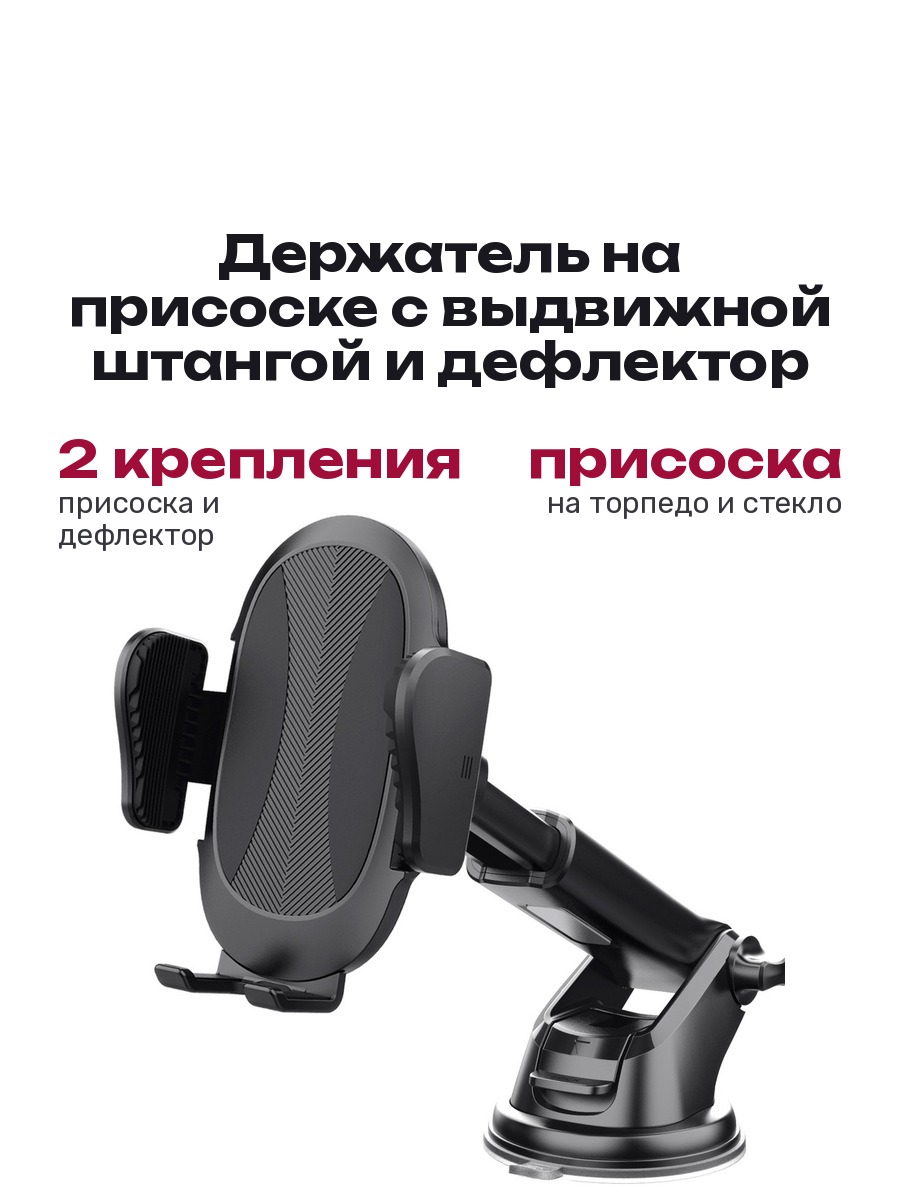 Держатель на
присоске с выдвижной
штангой и дефлектор
2 крепления
присоска и
дефлектор
присоска
на торпедо и стекло